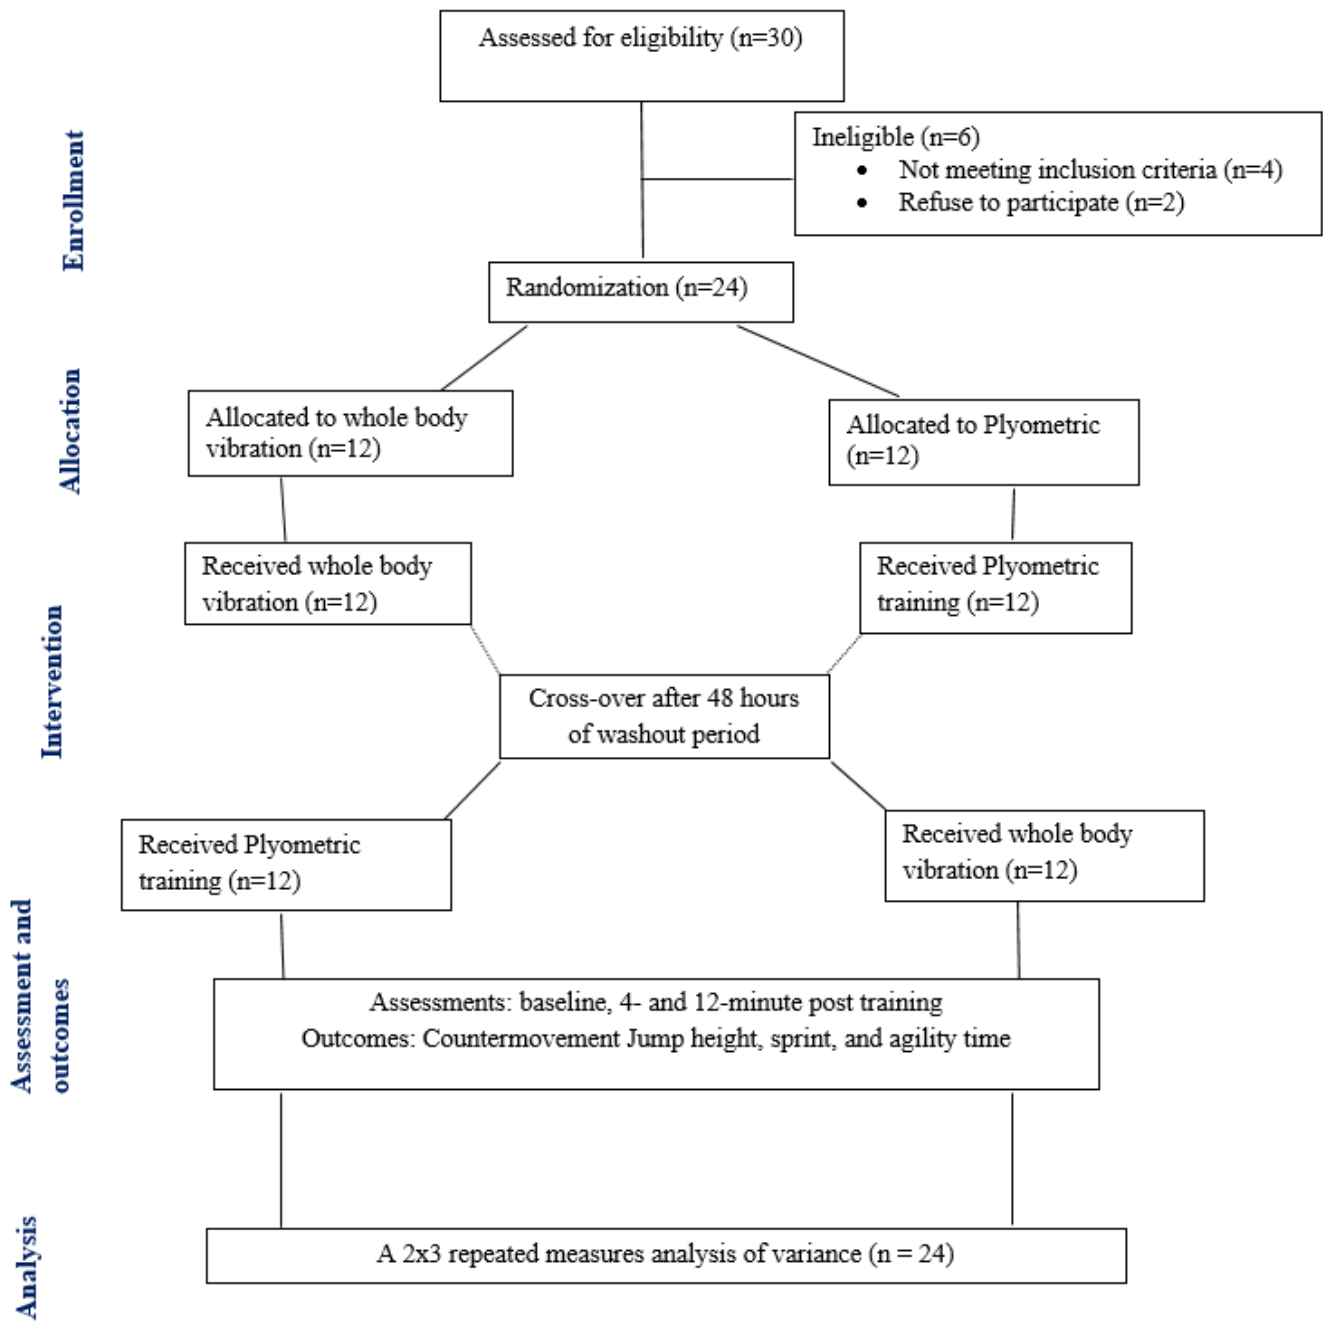 Assessed for eligibility (n=30)
Enrollment
Ineligible (n=6)
• Not meeting inclusion criteria (n=4)
• Refuse to participate (n=2)
Randomization (n=24)
Allocation
Allocated to whole body
vibration (n=12)
Allocated to Plyometric
(n=12)
Intervention
Received whole body
vibration (n=12)
Received Plyometric
training (n=12)
Cross-over after 48 hours
of washout period
Received Plyometric
training (n=12)
Received whole body
vibration (n=12)
Assessment and
outcomes
Assessments: baseline, 4- and 12-minute post training
Outcomes: Countermovement Jump height, sprint, and agility time
Analysis
A 2x3 repeated measures analysis of variance (n = 24)